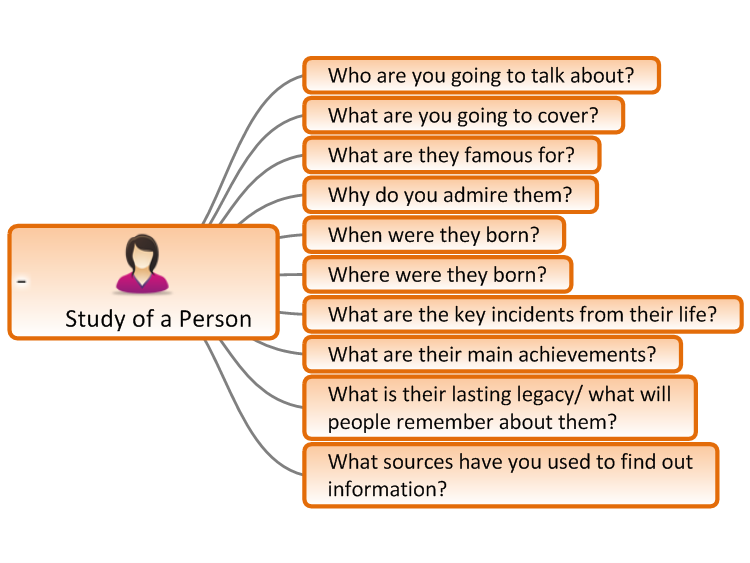 Who are you going to talk about?
What are you going to cover?
What are they famous for?
Why do you admire them?
When were they born?
Where were they born?
Study of a Person
What are the key incidents from their life?
What are their main achievements?
What is their lasting legacy/ what will
people remember about them?
What sources have you used to find out
information?